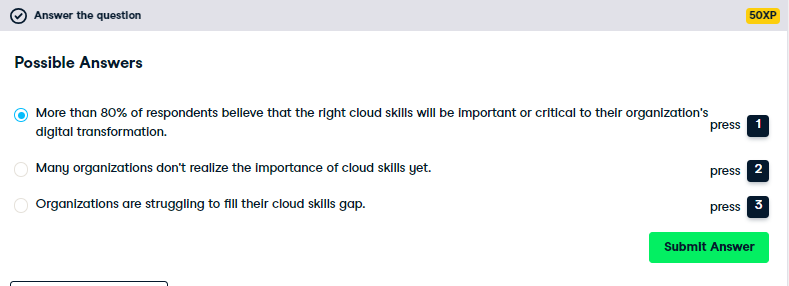 Answer the question
50XP
Possible Answers
More than 80% of respondents believe that the right cloud skills will be important or critical to their organization's
digital transformation.
press 1
Many organizations don't realize the importance of cloud skills yet.
press 2
Organizations are struggling to fill their cloud skills gap.
press 3
Submit Answer